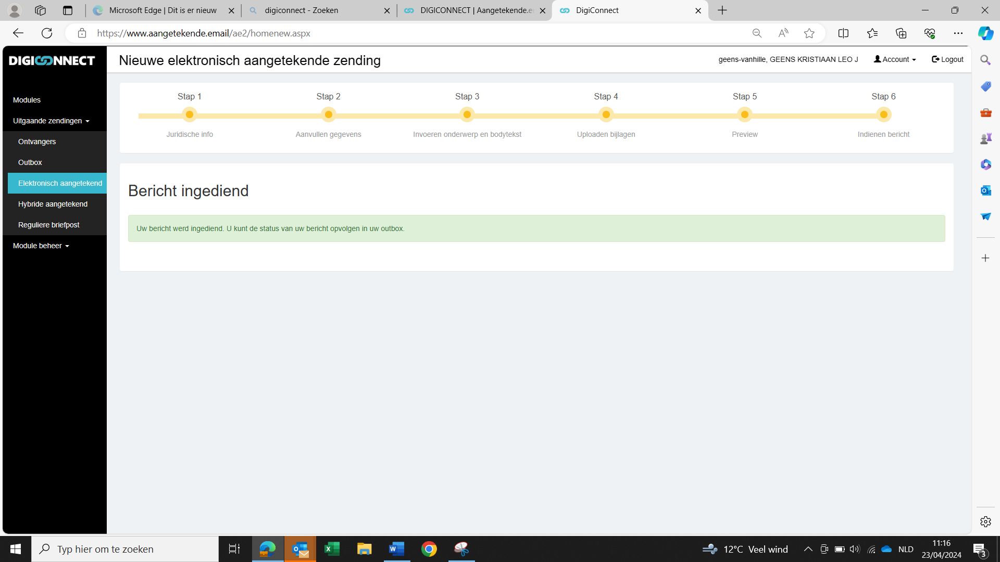 Microsoft Edge | Dit is er nieuw
digiconnect - Zoeken
DIGICONNECT | Aangetekende.e
DigiConnect
https://www.aangetekende.email/ae2/homenew.aspx
DIGICONNECT
Nieuwe elektronisch aangetekende zending
geens-vanhille, GEENS KRISTIAAN LEO J
Account
Logout
Modules
Uitgaande zendingen
Ontvangers
Outbox
Elektronisch aangetekend
Hybride aangetekend
Reguliere briefpost
Module beheer
Stap 1
Stap 2
Stap 3
Stap 4
Stap 5
Stap 6
Juridische info
Aanvullen gegevens
Invoeren onderwerp en bodytekst
Uploaden bijlagen
Preview
Indienen bericht
Bericht ingediend
Uw bericht werd ingediend. U kunt de status van uw bericht opvolgen in uw outbox.
Typ hier om te zoeken
12°C Veel wind
NLD
11:16
23/04/2024
3